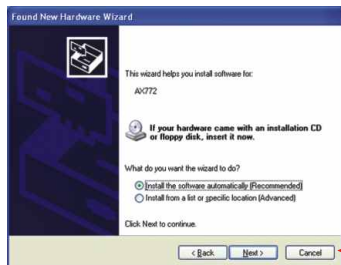 Found New Hardware Wizard
This wizard helps you install software for:
AX772
If your hardware came with an installation CD
or floppy disk, insert it now.
What do you want the wizard to do?
Install the software automatically (Recommended)
Install from a list or specific location (Advanced)
Click Next to continue.
< Back Next > Cancel